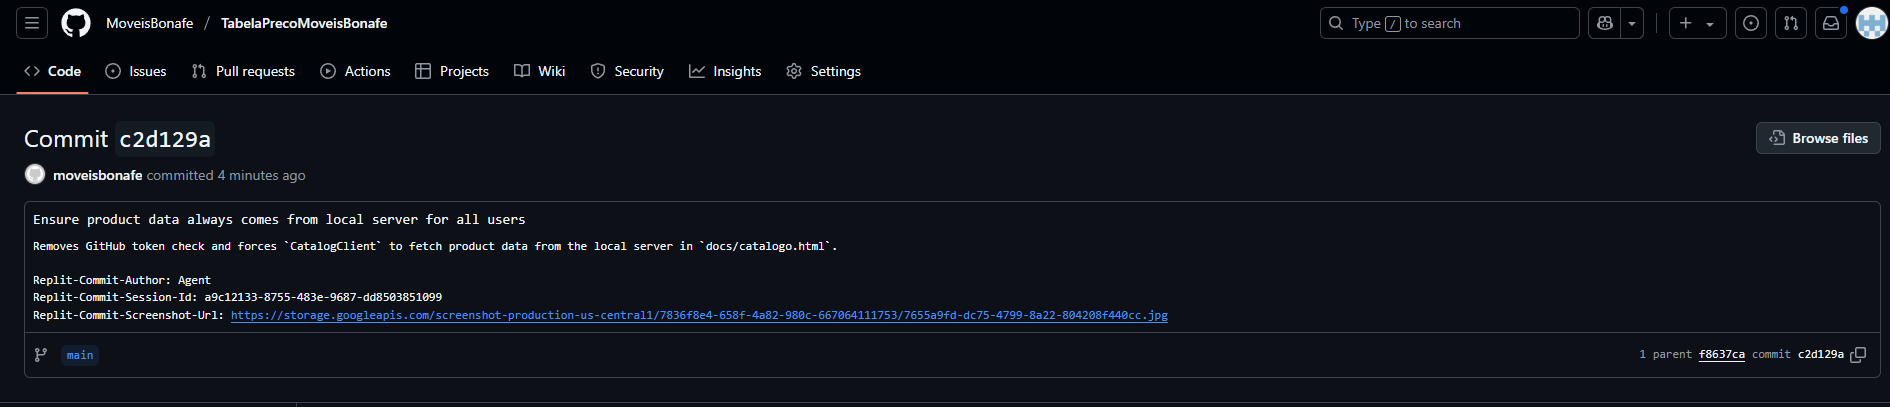 MoveisBonafe / TabelaPrecoMoveisBonafe
Type / to search
Code Issues Pull requests Actions Projects Wiki Security Insights Settings
Commit c2d129a
Browse files
moveisbonafe committed 4 minutes ago
Ensure product data always comes from local server for all users
Removes GitHub token check and forces `CatalogClient` to fetch product data from the local server in `docs/catalogo.html`.
Replit-Commit-Author: Agent
Replit-Commit-Session-Id: a9c12133-8755-483e-9687-dd8503851099
Replit-Commit-Screenshot-Url: https://storage.googleapis.com/screenshot-production-us-central1/7836f8e4-658f-4a82-980c-667064111753/7655a9fd-dc75-4799-8a22-804208f440cc.jpg
main
1 parent f8637ca commit c2d129a